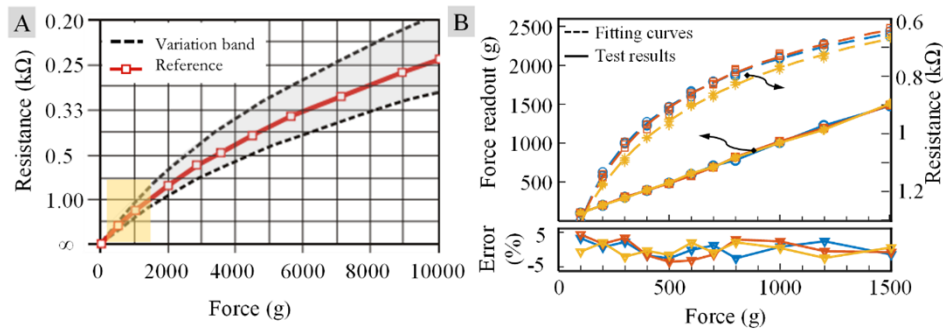 A
0.20
0.25
0.33
0.5
1.00
∞
Resistance (kΩ)
Variation band
Reference
0 2000 4000 6000 8000 10000
Force (g)
B
2500
2000
1500
1000
500
Force readout (g)
Fitting curves
Test results
0.6
0.8
1
1.2
Resistance (kΩ)
Error
(%)
5
-5
0 500 1000 1500
Force (g)